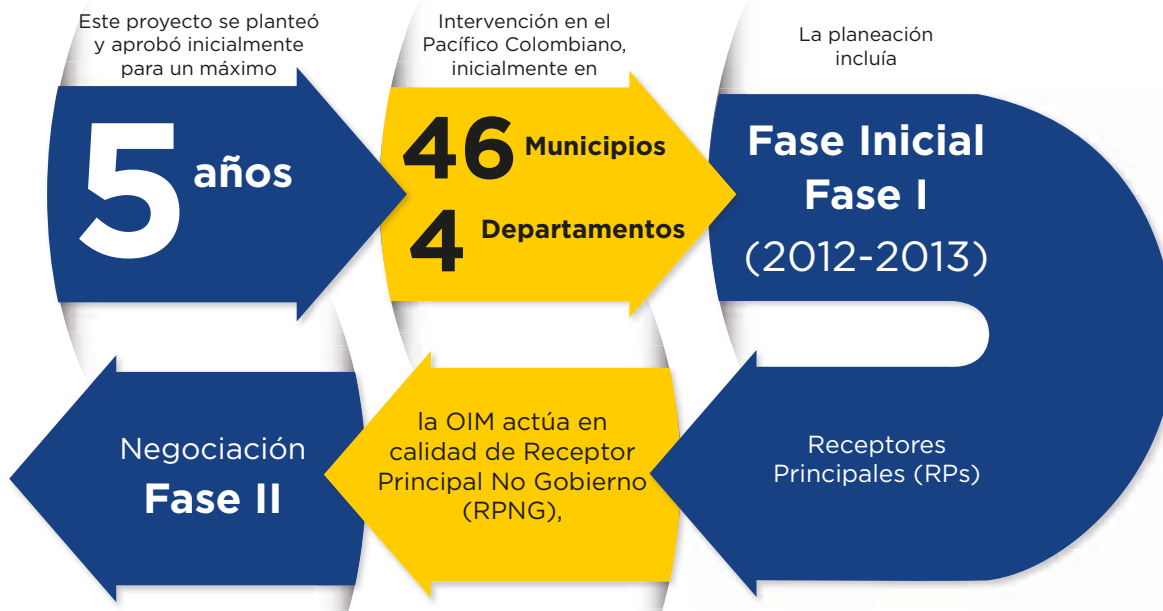 Este proyecto se planteó
y aprobó inicialmente
para un máximo
5 años
Intervención en el
Pacífico Colombiano,
inicialmente en
46 Municipios
4 Departamentos
La planeación
incluía
Fase Inicial
Fase I
(2012-2013)
Receptores
Principales (RPs)
la OIM actúa en
calidad de Receptor
Principal No Gobierno
(RPNG),
Negociación
Fase II